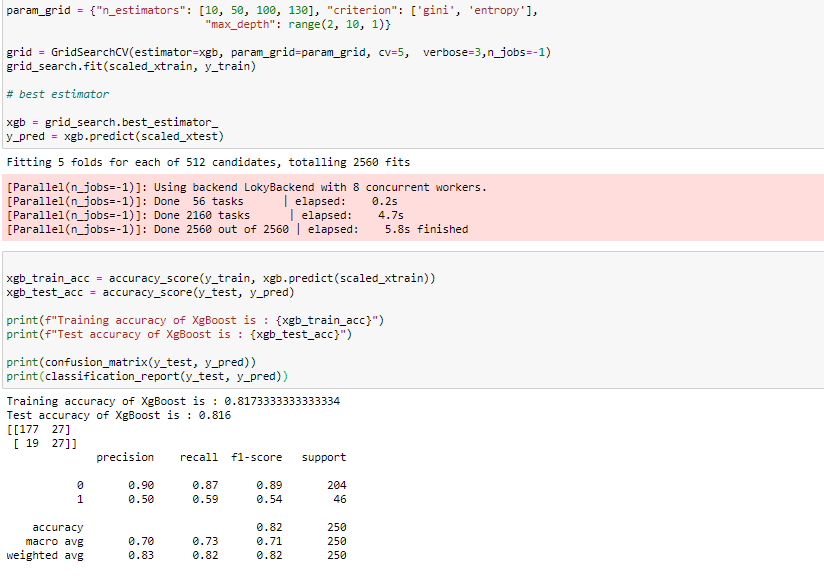 param_grid = {"n_estimators": [10, 50, 100, 130], "criterion": ['gini', 'entropy'],
                               "max_depth": range(2, 10, 1)}
grid = GridSearchCV(estimator=xgb, param_grid=param_grid, cv=5,  verbose=3,n_jobs=-1)
grid_search.fit(scaled_xtrain, y_train)
# best estimator
xgb = grid_search.best_estimator_
y_pred = xgb.predict(scaled_xtest)
Fitting 5 folds for each of 512 candidates, totalling 2560 fits
[Parallel(n_jobs=-1)]: Using backend LokyBackend with 8 concurrent workers.
[Parallel(n_jobs=-1)]: Done  56 tasks      | elapsed:    0.2s
[Parallel(n_jobs=-1)]: Done 2160 tasks      | elapsed:    4.7s
[Parallel(n_jobs=-1)]: Done 2560 out of 2560 | elapsed:    5.8s finished
xgb_train_acc = accuracy_score(y_train, xgb.predict(scaled_xtrain))
xgb_test_acc = accuracy_score(y_test, y_pred)
print(f"Training accuracy of XgBoost is : {xgb_train_acc}")
print(f"Test accuracy of XgBoost is : {xgb_test_acc}")
print(confusion_matrix(y_test, y_pred))
print(classification_report(y_test, y_pred))
Training accuracy of XgBoost is : 0.8173333333333334
Test accuracy of XgBoost is : 0.816
[[177  27]
 [ 19  27]]
              precision    recall  f1-score   support
           0       0.90      0.87      0.89       204
           1       0.50      0.59      0.54        46
    accuracy                           0.82       250
   macro avg       0.70      0.73      0.71       250
weighted avg       0.83      0.82      0.82       250